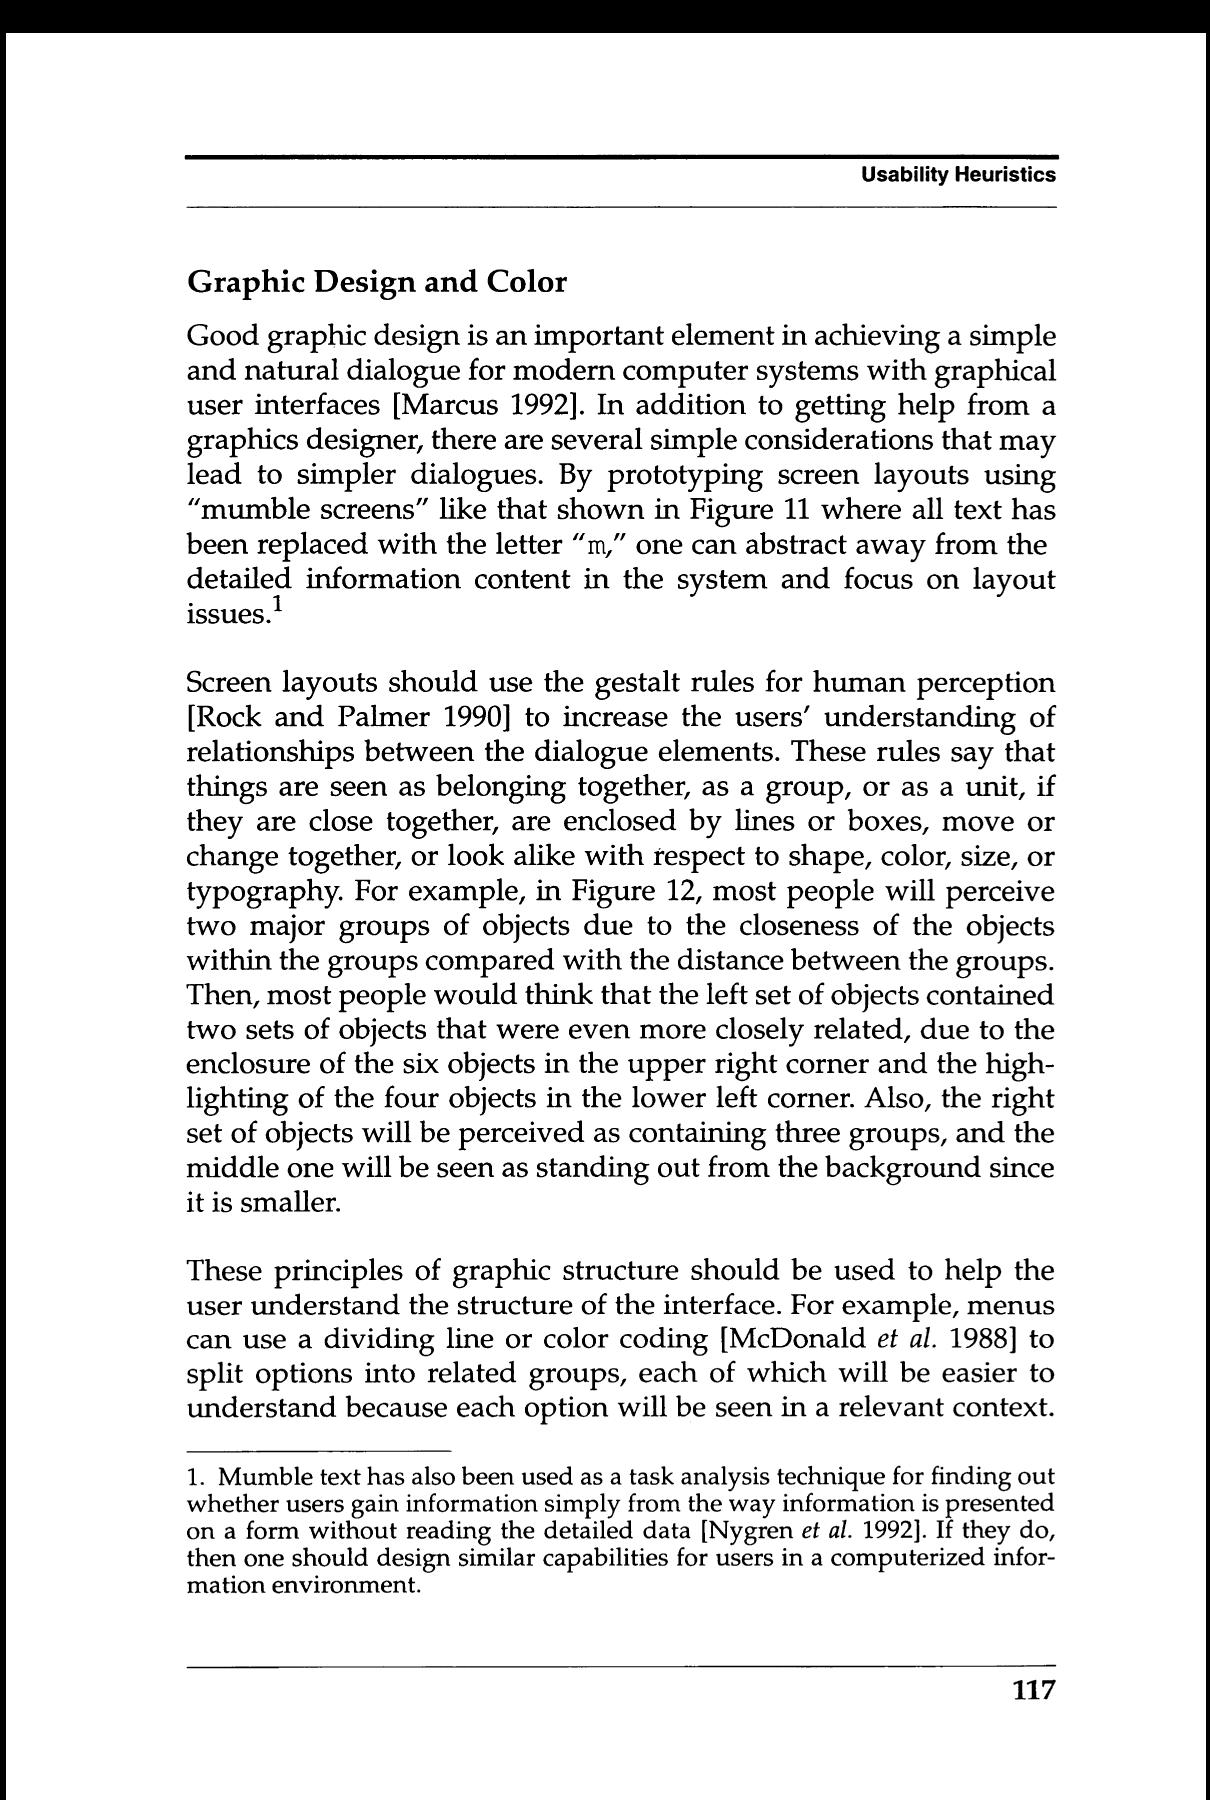 Usability Heuristics
Graphic Design and Color
Good graphic design is an important element in achieving a simple
and natural dialogue for modern computer systems with graphical
user interfaces [Marcus 1992]. In addition to getting help from a
graphics designer, there are several simple considerations that may
lead to simpler dialogues. By prototyping screen layouts using
"mumble screens" like that shown in Figure 11 where all text has
been replaced with the letter "m," one can abstract away from the
detailed information content in the system and focus on layout
issues.1
Screen layouts should use the gestalt rules for human perception
[Rock and Palmer 1990] to increase the users' understanding of
relationships between the dialogue elements. These rules say that
things are seen as belonging together, as a group, or as a unit, if
they are close together, are enclosed by lines or boxes, move or
change together, or look alike with respect to shape, color, size, or
typography. For example, in Figure 12, most people will perceive
two major groups of objects due to the closeness of the objects
within the groups compared with the distance between the groups.
Then, most people would think that the left set of objects contained
two sets of objects that were even more closely related, due to the
enclosure of the six objects in the upper right corner and the high-
lighting of the four objects in the lower left corner. Also, the right
set of objects will be perceived as containing three groups, and the
middle one will be seen as standing out from the background since
it is smaller.
These principles of graphic structure should be used to help the
user understand the structure of the interface. For example, menus
can use a dividing line or color coding [McDonald et al. 1988] to
split options into related groups, each of which will be easier to
understand because each option will be seen in a relevant context.
1. Mumble text has also been used as a task analysis technique for finding out
whether users gain information simply from the way information is presented
on a form without reading the detailed data [Nygren et al. 1992]. If they do,
then one should design similar capabilities for users in a computerized infor-
mation environment.
117